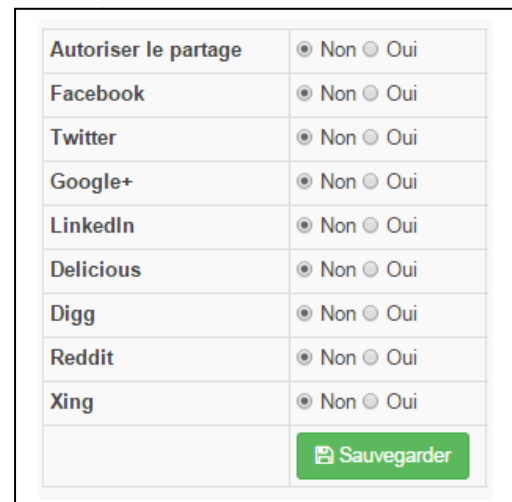 Autoriser le partage Non Oui
Facebook Non Oui
Twitter Non Oui
Google+ Non Oui
LinkedIn Non Oui
Delicious Non Oui
Digg Non Oui
Reddit Non Oui
Xing Non Oui
Sauvegarder